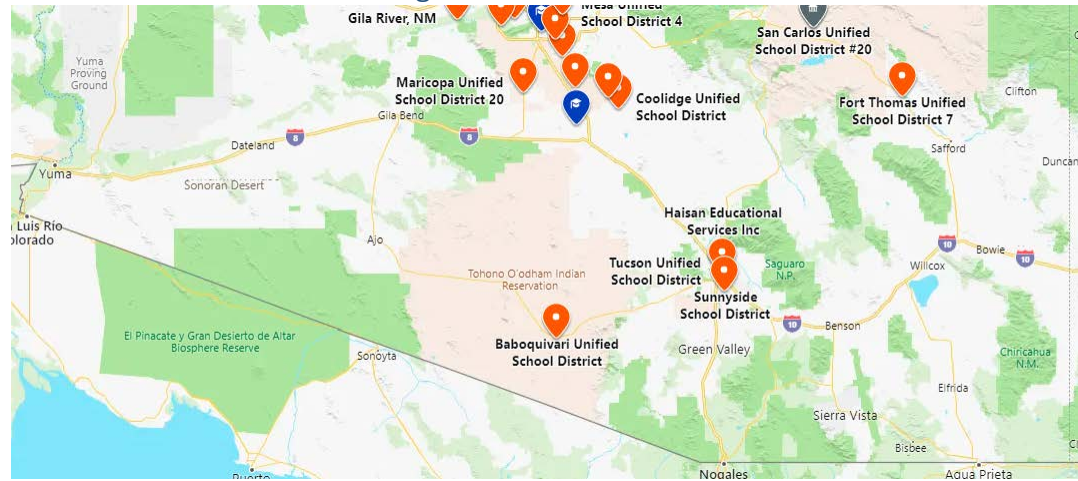 Mesa Unified
School District 4
Gila River, NM
San Carlos Unified
School District #20
Yuma
Proving
Ground
Maricopa Unified
School District 20
Coolidge Unified
School District
Fort Thomas Unified
School District 7
Clifton
Gila Bend
8
8
Dateland
Safford
Duncan
Yuma
Sonoran Desert
Luis Río
Haisan Educational
Services Inc
Ajo
10
Bowie
10
Tucson Unified
School District
Saguaro
N.P.
Willcox
Tohono O'odham Indian
Reservation
Sunnyside
School District
10
Benson
El Pinacate y Gran Desierto de Altar
Biosphere Reserve
Baboquivari Unified
School District
Sonoyta
Green Valley
Chiricahua
N.M.
Elfrida
Sierra Vista
Bisbee
Nogales
Agua Prieta
Puerto